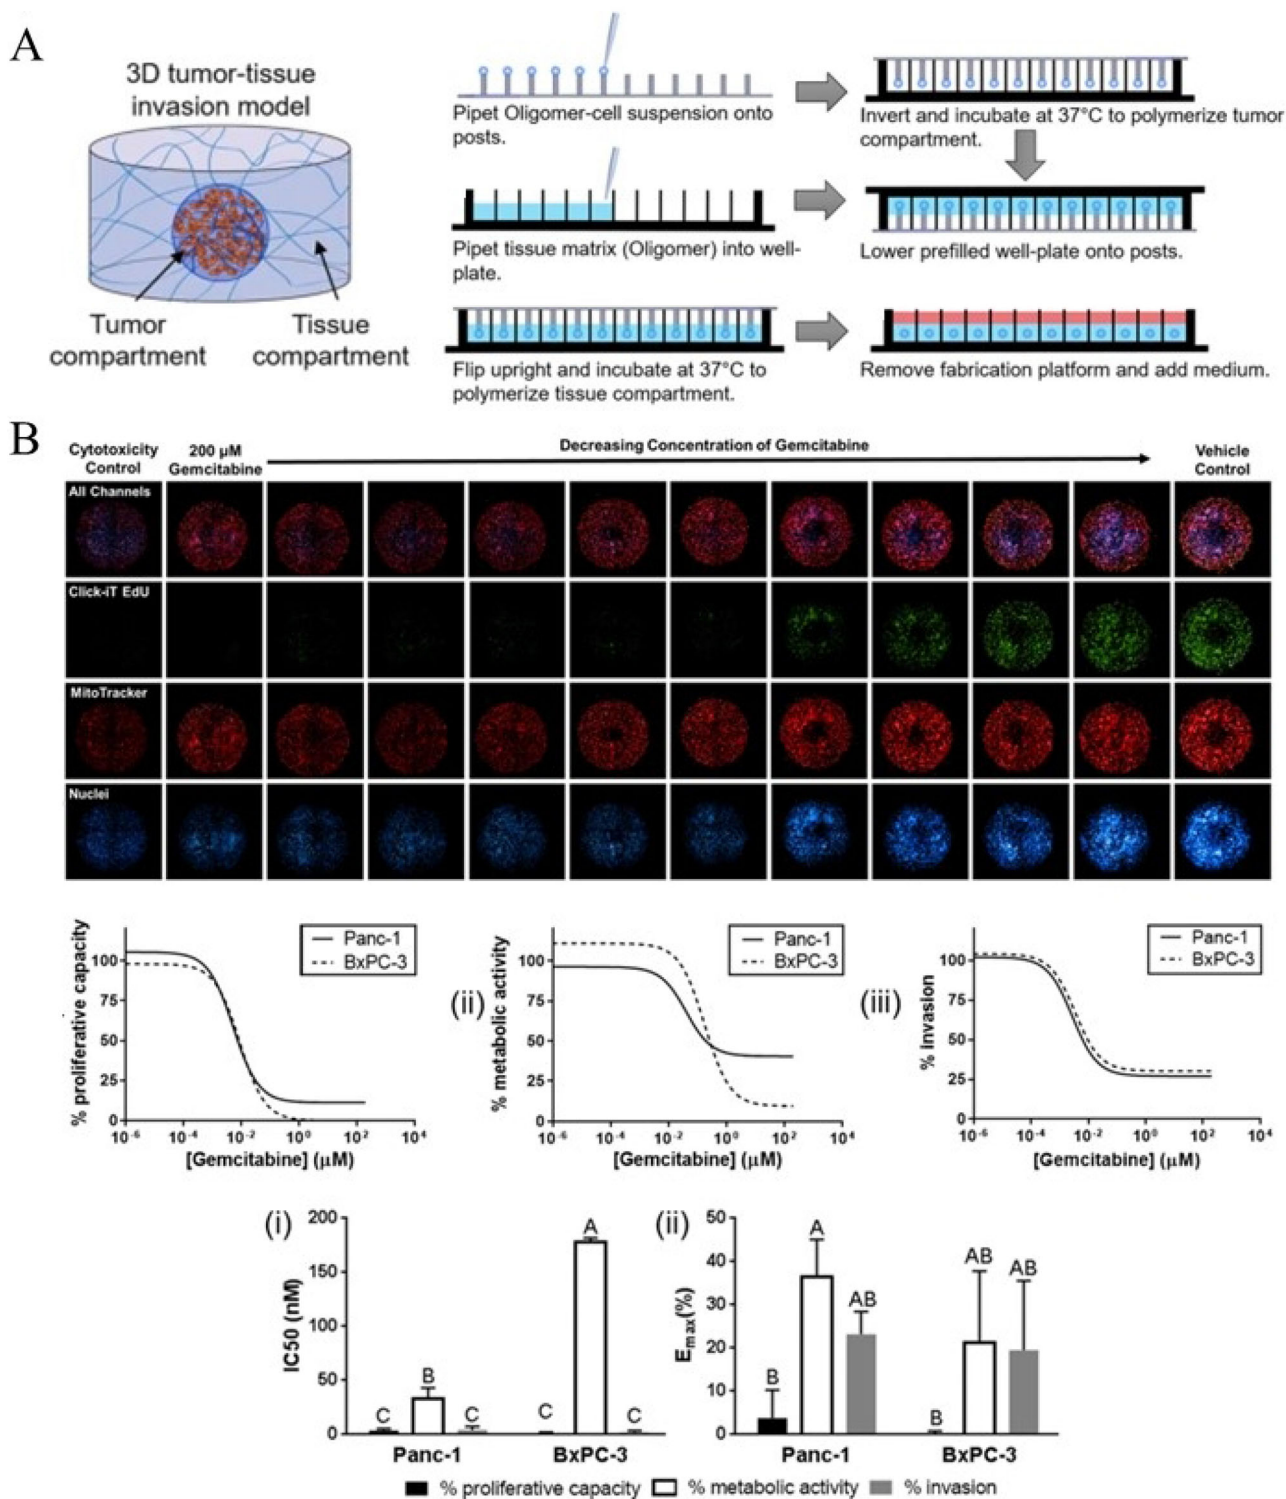 A
3D tumor-tissue
invasion model
Tumor
compartment
Tissue
compartment
Pipet Oligomer-cell suspension onto
posts.
Invert and incubate at 37°C to polymerize tumor
compartment.
Pipet tissue matrix (Oligomer) into well-
plate.
Lower prefilled well-plate onto posts.
Flip upright and incubate at 37°C to
polymerize tissue compartment.
Remove fabrication platform and add medium.
B
Cytotoxicity
Control
200 µM
Gemcitabine
Decreasing Concentration of Gemcitabine
Vehicle
Control
All Channels
Click-iT EdU
MitoTracker
Nuclei
% proliferative capacity
100
75
50
25
0
10⁻⁶ 10⁻⁴ 10⁻² 10⁰ 10² 10⁴
[Gemcitabine] (µM)
Panc-1
BxPC-3
(ii)
% metabolic activity
100
75
50
25
0
10⁻⁶ 10⁻⁴ 10⁻² 10⁰ 10² 10⁴
[Gemcitabine] (µM)
Panc-1
BxPC-3
(iii)
% invasion
100
75
50
25
0
10⁻⁶ 10⁻⁴ 10⁻² 10⁰ 10² 10⁴
[Gemcitabine] (µM)
Panc-1
BxPC-3
(i)
IC50 (nM)
200
150
100
50
0
C B C C A C
Panc-1 BxPC-3
(ii)
Emax(%)
50
40
30
20
10
0
B A AB B AB AB
Panc-1 BxPC-3
% proliferative capacity % metabolic activity % invasion